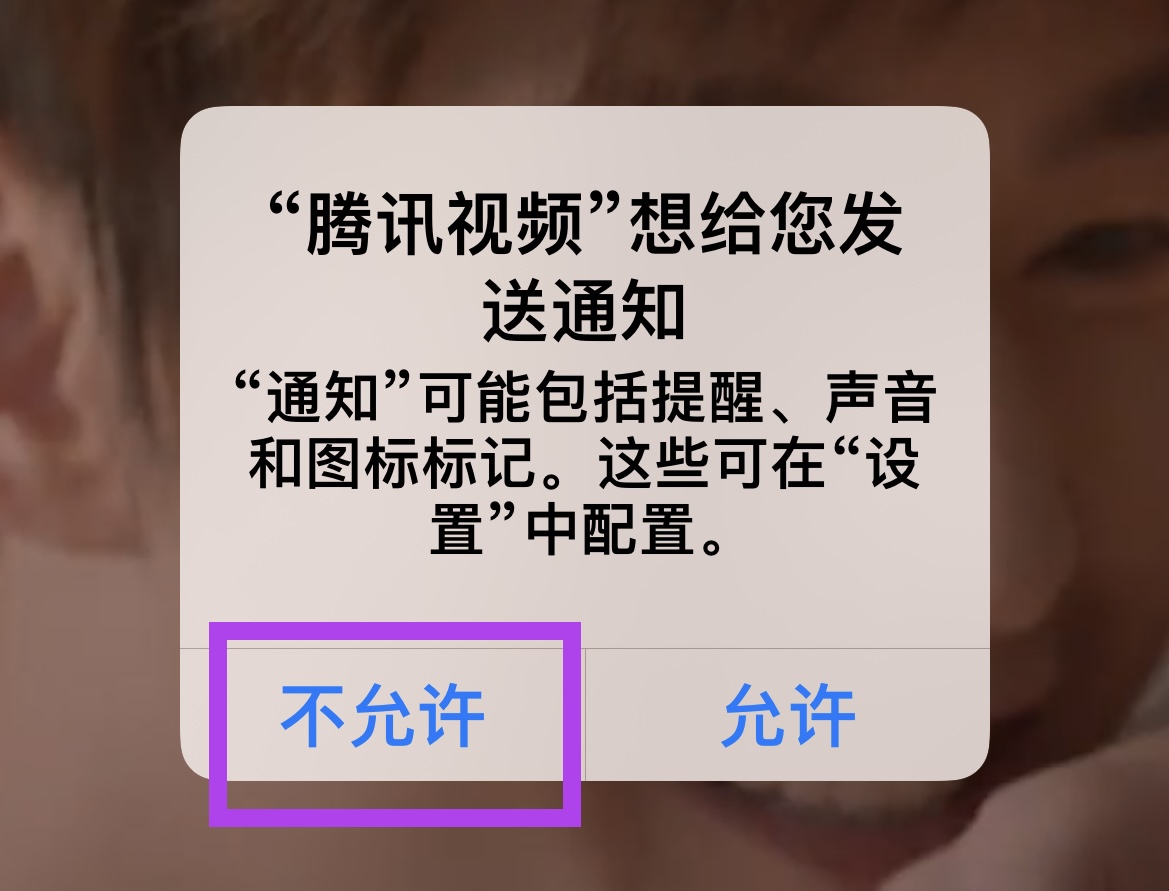 “腾讯视频”想给您发
送通知
“通知”可能包括提醒、声音
和图标标记。这些可在“设
置”中配置。
不允许
允许